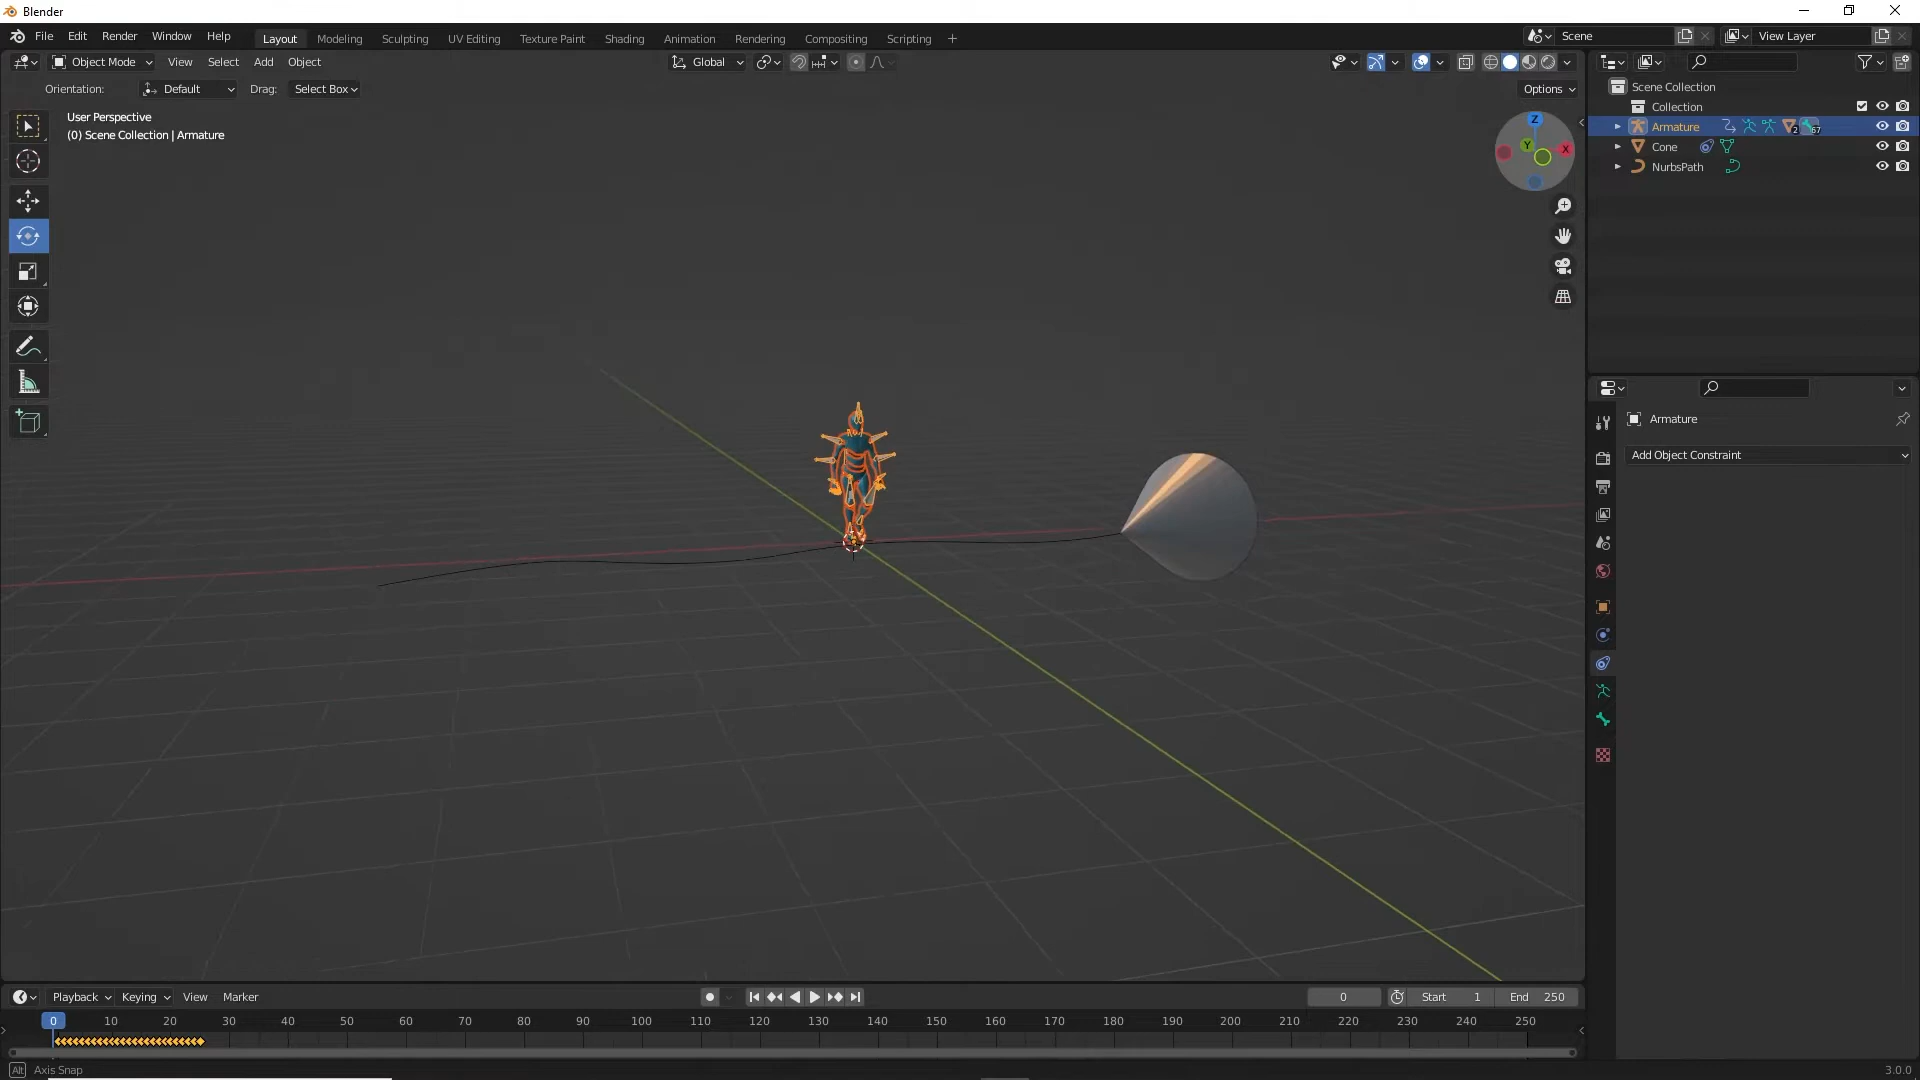 Blender
File Edit Render Window Help
Layout Modeling Sculpting UV Editing Texture Paint Shading Animation Rendering Compositing Scripting +
Scene
View Layer
Object Mode View Select Add Object
Global
Orientation: Default Drag: Select Box
Options
User Perspective
(0) Scene Collection | Armature
Z
Y
X
Scene Collection
Collection
Armature 2 67
Cone
NurbsPath
Armature
Add Object Constraint
Playback Keying View Marker
0
Start 1
End 250
0 10 20 30 40 50 60 70 80 90 100 110 120 130 140 150 160 170 180 190 200 210 220 230 240 250
Alt Axis Snap
3.0.0